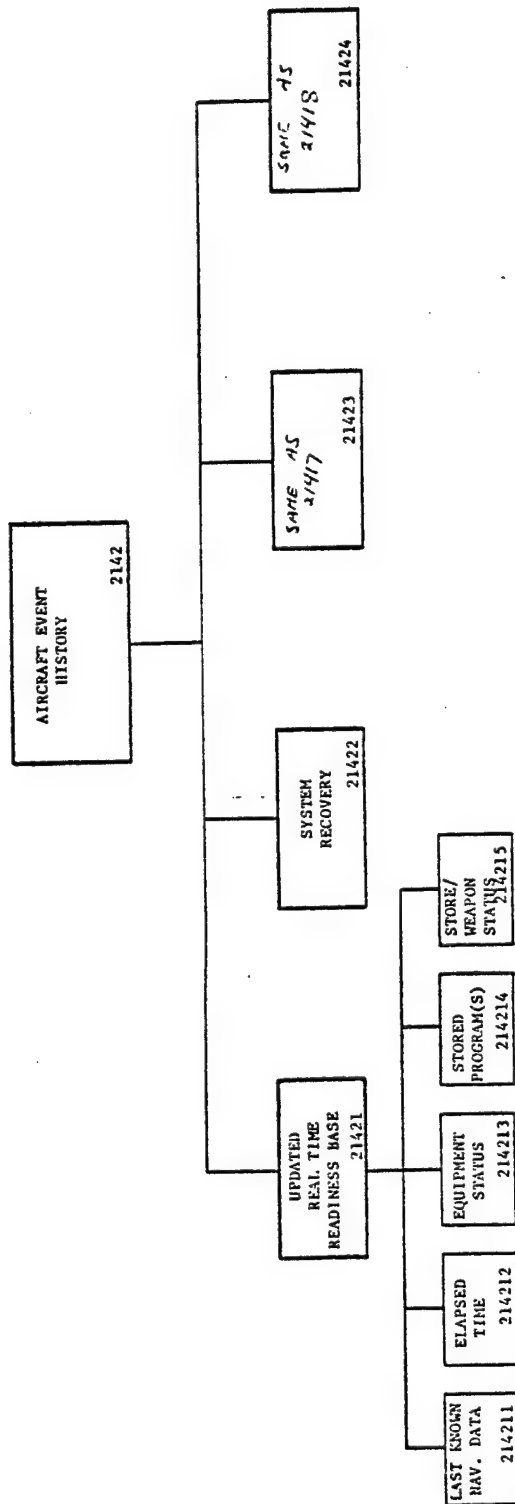 AIRCRAFT EVENT
HISTORY
2142
UPDATED
REAL TIME
READINESS BASE
21421
SYSTEM
RECOVERY
21422
SAME AS
21417
21423
SAME AS
21418
21424
LAST KNOWN
NAV. DATA
214211
ELAPSED
TIME
214212
EQUIPMENT
STATUS
214213
STORED
PROGRAM(S)
214214
STORE/
WEAPON
STATUS
214215